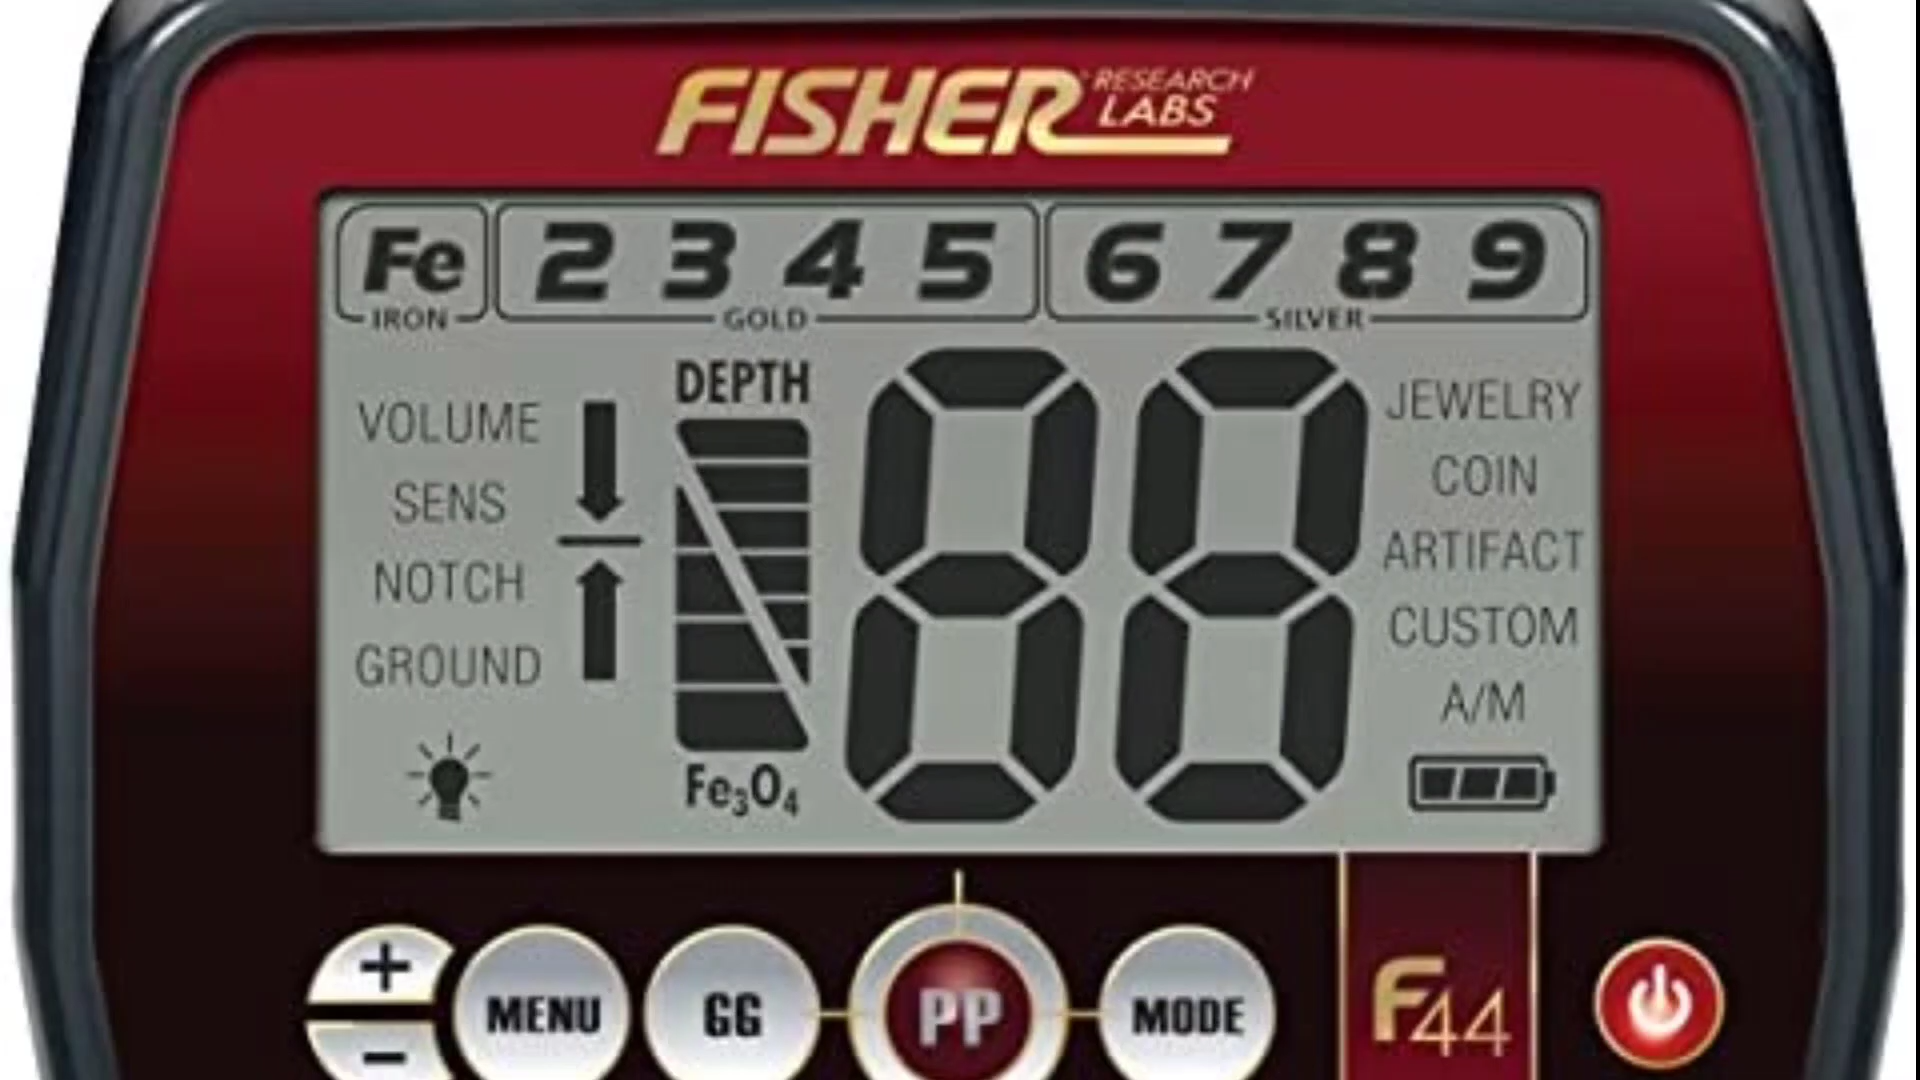 FISHER RESEARCH
LABS
Fe 2 3 4 5 6 7 8 9
IRON GOLD SILVER
DEPTH
88
VOLUME
SENS
NOTCH
GROUND
Fe₃O₄
JEWELRY
COIN
ARTIFACT
CUSTOM
A/M
+
−
MENU
GG
PP
MODE
F44